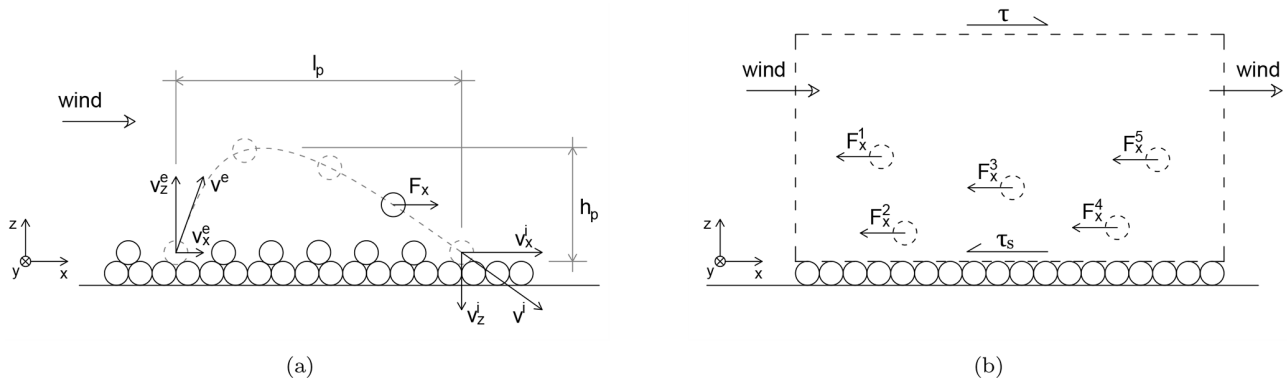 l_p
wind
v_z^e
v^e
F_x
h_p
v_x^e
v_x^i
z
y
x
v_z^i
v^i
(a)
τ
wind
wind
F_x^1
F_x^5
F_x^3
F_x^2
F_x^4
τ_s
z
y
x
(b)